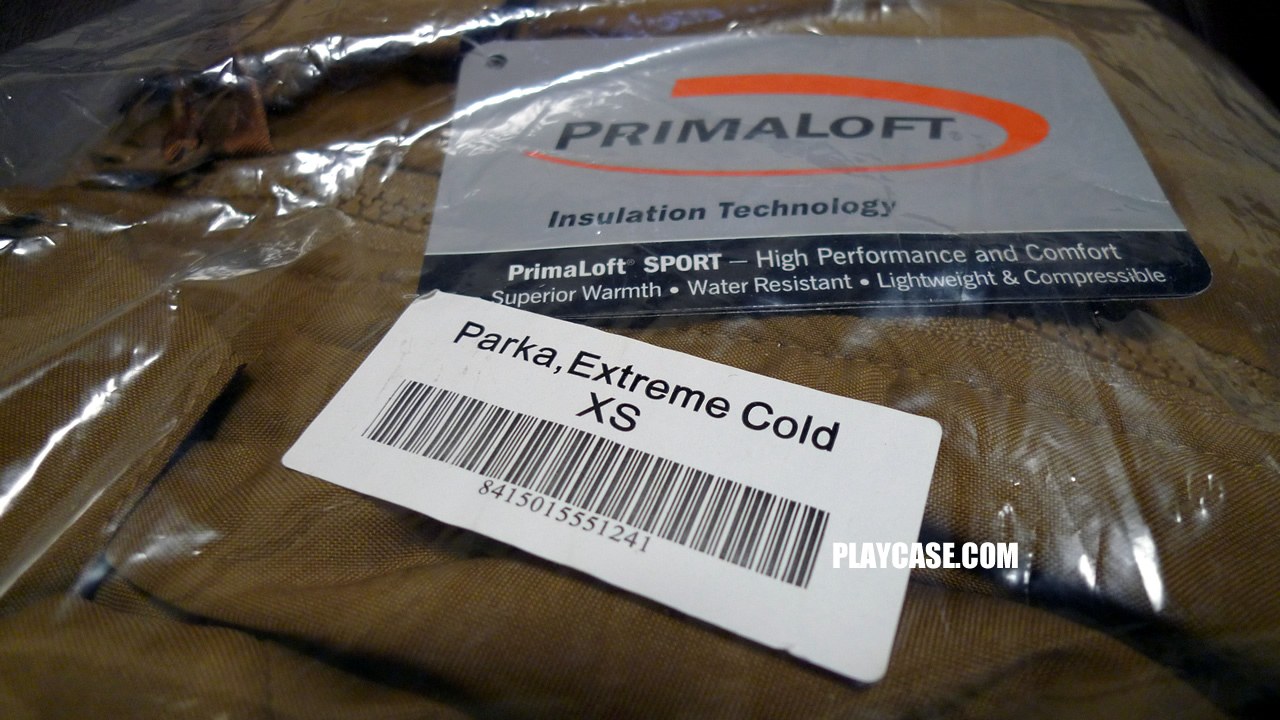 PRIMALOFT®
Insulation Technology
PrimaLoft® SPORT — High Performance and Comfort
Superior Warmth • Water Resistant • Lightweight & Compressible
Parka,Extreme Cold
XS
8415015551241
PLAYCASE.COM